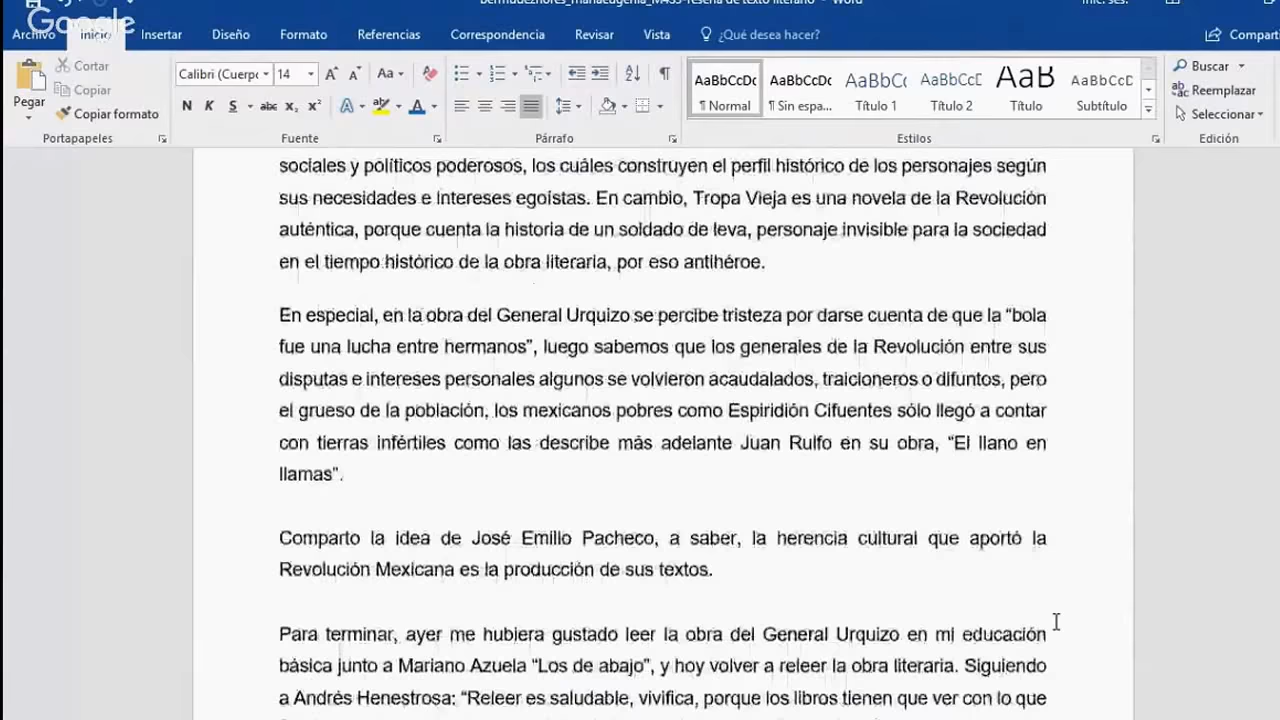 bermudezflores_mariaeugenia_M4S3-reseña de texto literario - Word
Inic. ses.
Google
Archivo Inicio Insertar Diseño Formato Referencias Correspondencia Revisar Vista ¿Qué desea hacer? Comparti
Pegar Cortar
Copiar
Copiar formato
Portapapeles
Calibri (Cuerpo 14
Fuente
Párrafo
AaBbCcDc AaBbCcDc AaBbCc AaBbCcD AaB AaBbCcD
¶ Normal ¶ Sin espa... Título 1 Título 2 Título Subtítulo
Estilos
Buscar
Reemplazar
Seleccionar
Edición
sociales y políticos poderosos, los cuáles construyen el perfil histórico de los personajes según
sus necesidades e intereses egoístas. En cambio, Tropa Vieja es una novela de la Revolución
auténtica, porque cuenta la historia de un soldado de leva, personaje invisible para la sociedad
en el tiempo histórico de la obra literaria, por eso antihéroe.
En especial, en la obra del General Urquizo se percibe tristeza por darse cuenta de que la “bola
fue una lucha entre hermanos”, luego sabemos que los generales de la Revolución entre sus
disputas e intereses personales algunos se volvieron acaudalados, traicioneros o difuntos, pero
el grueso de la población, los mexicanos pobres como Espiridión Cifuentes sólo llegó a contar
con tierras infértiles como las describe más adelante Juan Rulfo en su obra, “El llano en
llamas”.
Comparto la idea de José Emilio Pacheco, a saber, la herencia cultural que aportó la
Revolución Mexicana es la producción de sus textos.
Para terminar, ayer me hubiera gustado leer la obra del General Urquizo en mi educación
básica junto a Mariano Azuela “Los de abajo”, y hoy volver a releer la obra literaria. Siguiendo
a Andrés Henestrosa: “Releer es saludable, vivifica, porque los libros tienen que ver con lo que